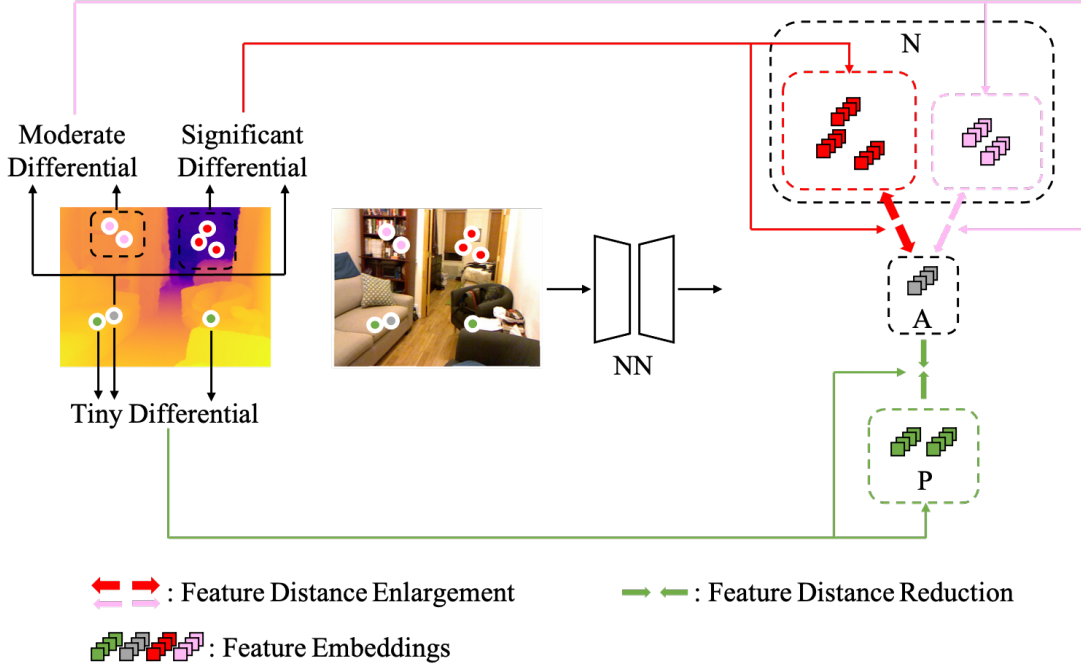 N
Moderate
Differential
Significant
Differential
A
NN
Tiny Differential
P
: Feature Distance Enlargement
: Feature Distance Reduction
: Feature Embeddings